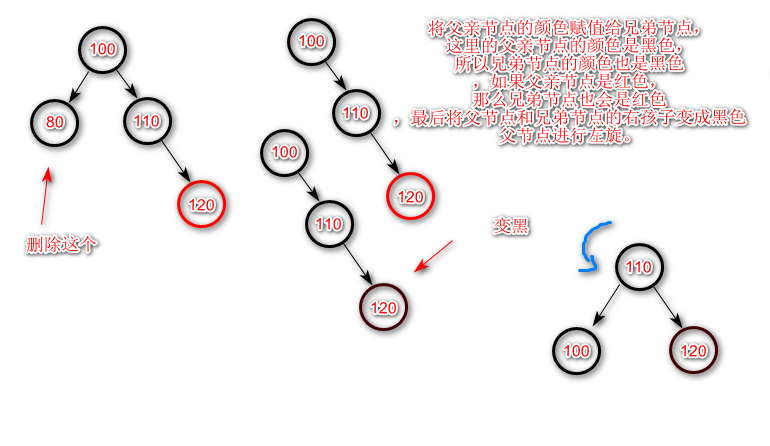 将父亲节点的颜色赋值给兄弟节点，
这里的父亲节点的颜色是黑色，
所以兄弟节点的颜色也是黑色
，如果父亲节点是红色，
那么兄弟节点也会是红色
，最后将父节点和兄弟节点的右孩子变成黑色
父节点进行左旋。
100
80
110
120
删除这个
100
110
120
100
110
120
变黑
110
100
120